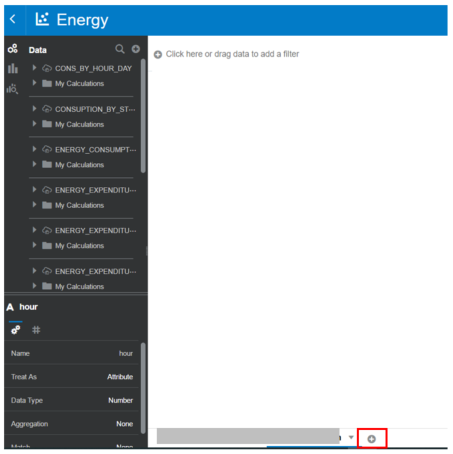 Energy
Data
Click here or drag data to add a filter
CONS_BY_HOUR_DAY
My Calculations
CONSUPTION_BY_ST...
My Calculations
ENERGY_CONSUMPT...
My Calculations
ENERGY_EXPENDITU...
My Calculations
ENERGY_EXPENDITU...
My Calculations
ENERGY_EXPENDITU...
My Calculations
A hour
Name hour
Treat As Attribute
Data Type Number
Aggregation None
Match None